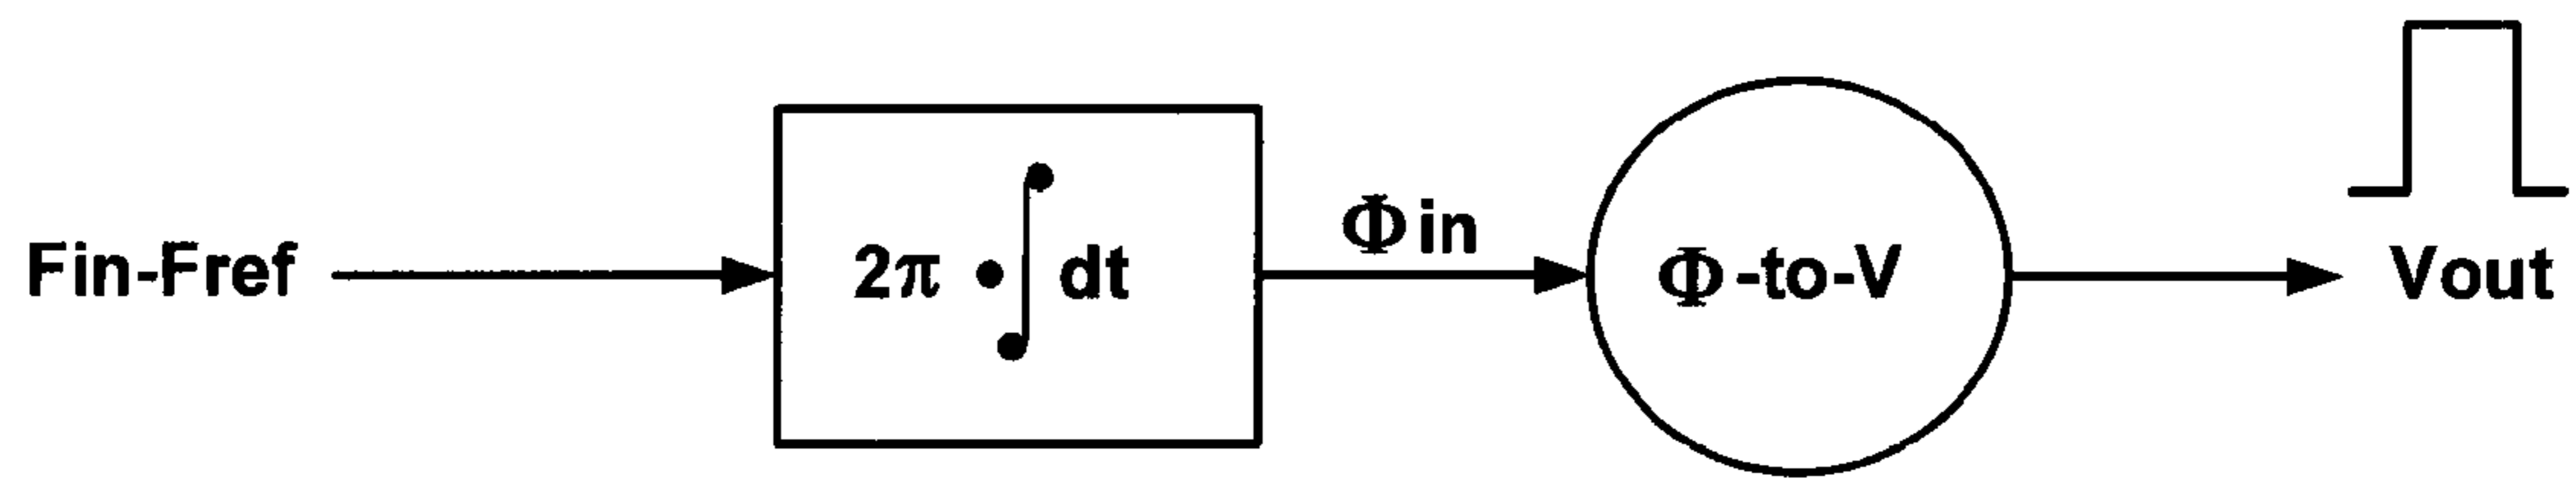 Fin-Fref
2π • ∫ dt
Φin
Φ-to-V
Vout